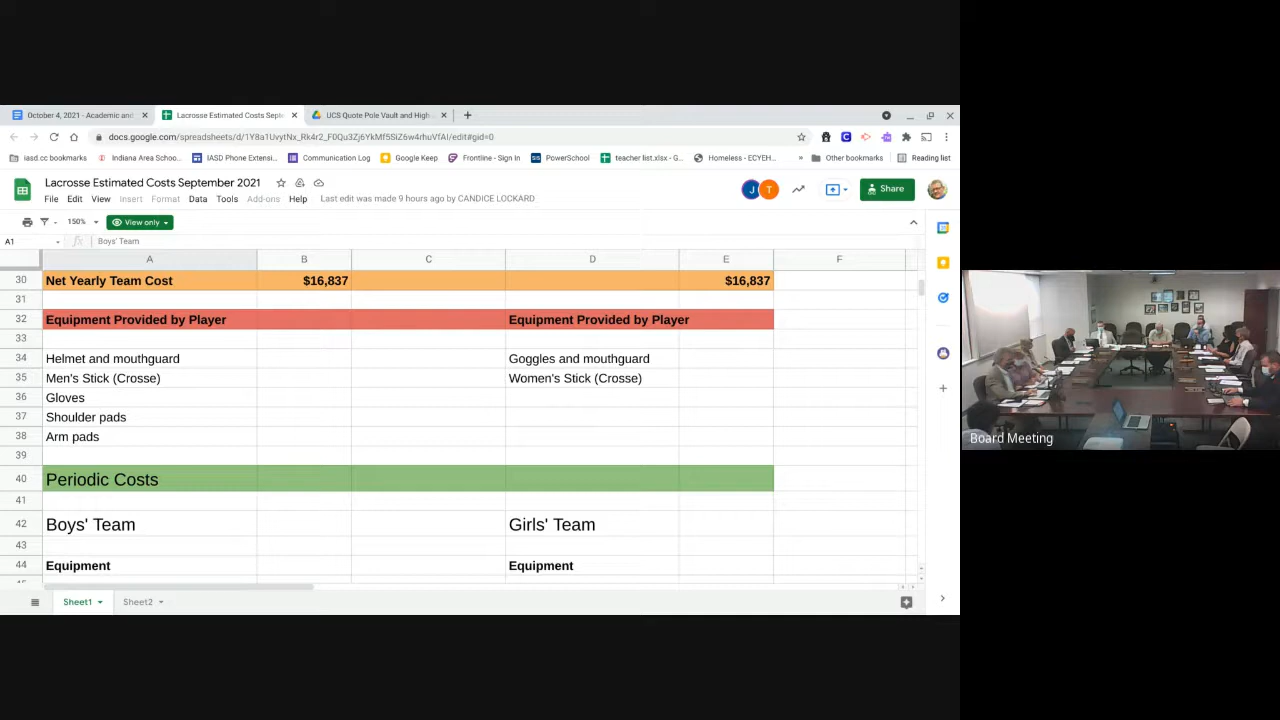 October 4, 2021 - Academic and
Lacrosse Estimated Costs Sept
UCS Quote Pole Vault and High
docs.google.com/spreadsheets/d/1Y8a1UvytNx_Rk4r2_F0Qu3Zj6YkMf5SiZ6w4rhuVfAI/edit#gid=0
iasd.cc bookmarks
Indiana Area Schoo...
IASD Phone Extensi...
Communication Log
Google Keep
Frontline - Sign In
PowerSchool
teacher list.xlsx - G...
Homeless - ECYEH...
»
Other bookmarks
Reading list
Lacrosse Estimated Costs September 2021
J
T
Share
File Edit View Insert Format Data Tools Add-ons Help
Last edit was made 9 hours ago by CANDICE LOCKARD
150%
View only
A1
fx
Boys' Team
A B C D E F
30 Net Yearly Team Cost $16,837 $16,837
31
32 Equipment Provided by Player Equipment Provided by Player
33
34 Helmet and mouthguard Goggles and mouthguard
35 Men's Stick (Crosse) Women's Stick (Crosse)
36 Gloves
37 Shoulder pads
38 Arm pads
39
40 Periodic Costs
41
42 Boys' Team Girls' Team
43
44 Equipment Equipment
Sheet1 Sheet2
Board Meeting